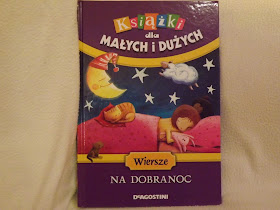 Książki
dla
MAŁYCH i DUŻYCH
Wiersze
NA DOBRANOC
DEAGOSTINI